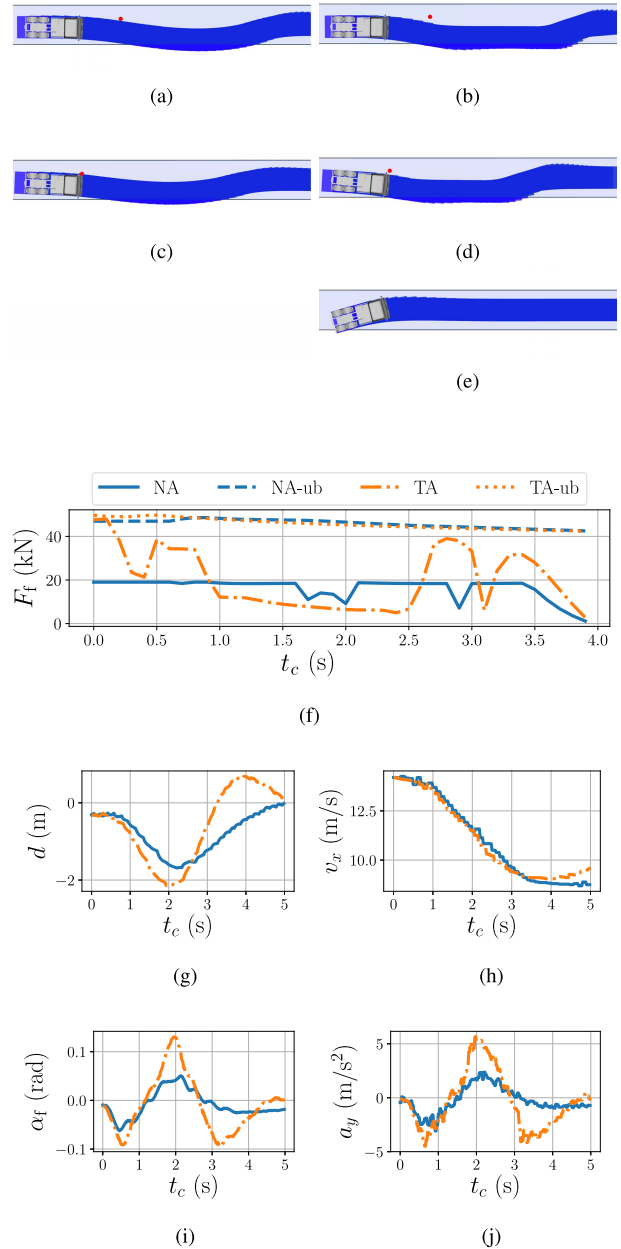 (a)
(b)
(c)
(d)
(e)
NA NA-ub TA TA-ub
F_f (kN)
40
20
0
0.0 0.5 1.0 1.5 2.0 2.5 3.0 3.5 4.0
t_c (s)
(f)
d (m)
0
−2
0 1 2 3 4 5
t_c (s)
(g)
v_x (m/s)
12.5
10.0
0 1 2 3 4 5
t_c (s)
(h)
α_f (rad)
0.1
0.0
−0.1
0 1 2 3 4 5
t_c (s)
(i)
a_y (m/s²)
5
0
−5
0 1 2 3 4 5
t_c (s)
(j)